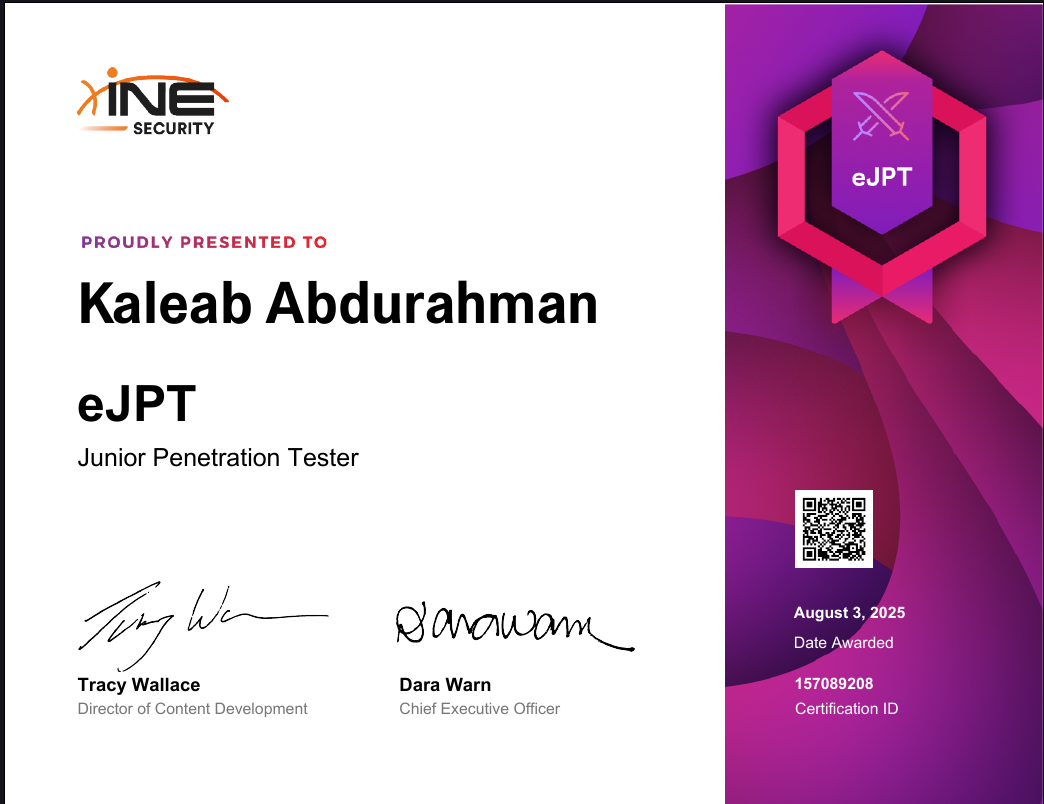 INE
SECURITY
eJPT
PROUDLY PRESENTED TO
Kaleab Abdurahman
eJPT
Junior Penetration Tester
Tracy Wallace
Director of Content Development
Dara Warn
Chief Executive Officer
August 3, 2025
Date Awarded
157089208
Certification ID